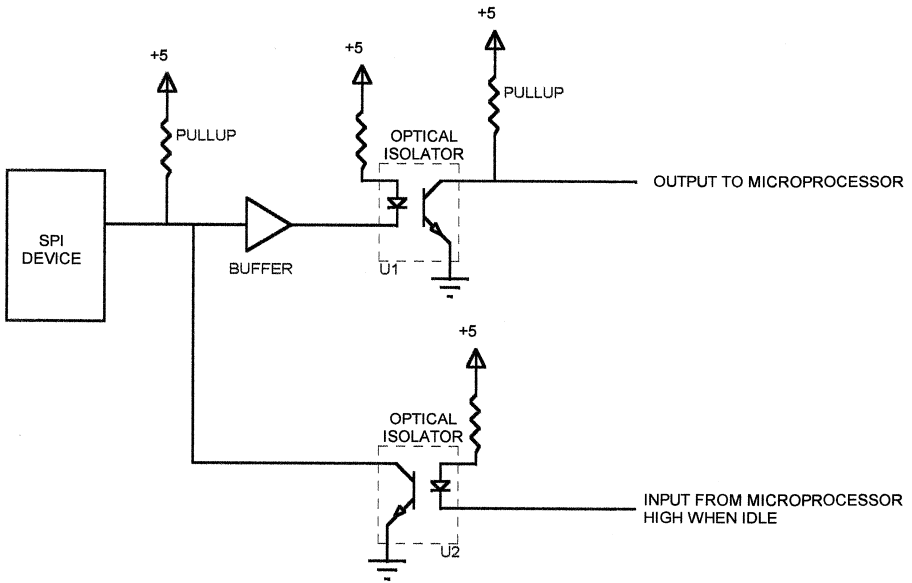 +5
+5
+5
PULLUP
PULLUP
OPTICAL
ISOLATOR
OUTPUT TO MICROPROCESSOR
SPI
DEVICE
BUFFER
U1
+5
OPTICAL
ISOLATOR
INPUT FROM MICROPROCESSOR
HIGH WHEN IDLE
U2